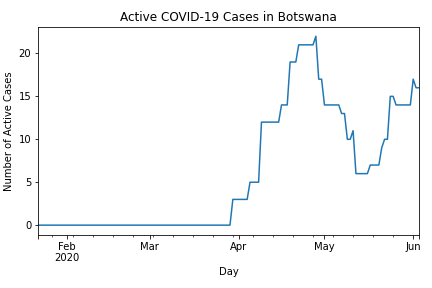 Active COVID-19 Cases in Botswana
Number of Active Cases
20
15
10
5
0
Feb
2020
Mar
Apr
May
Jun
Day